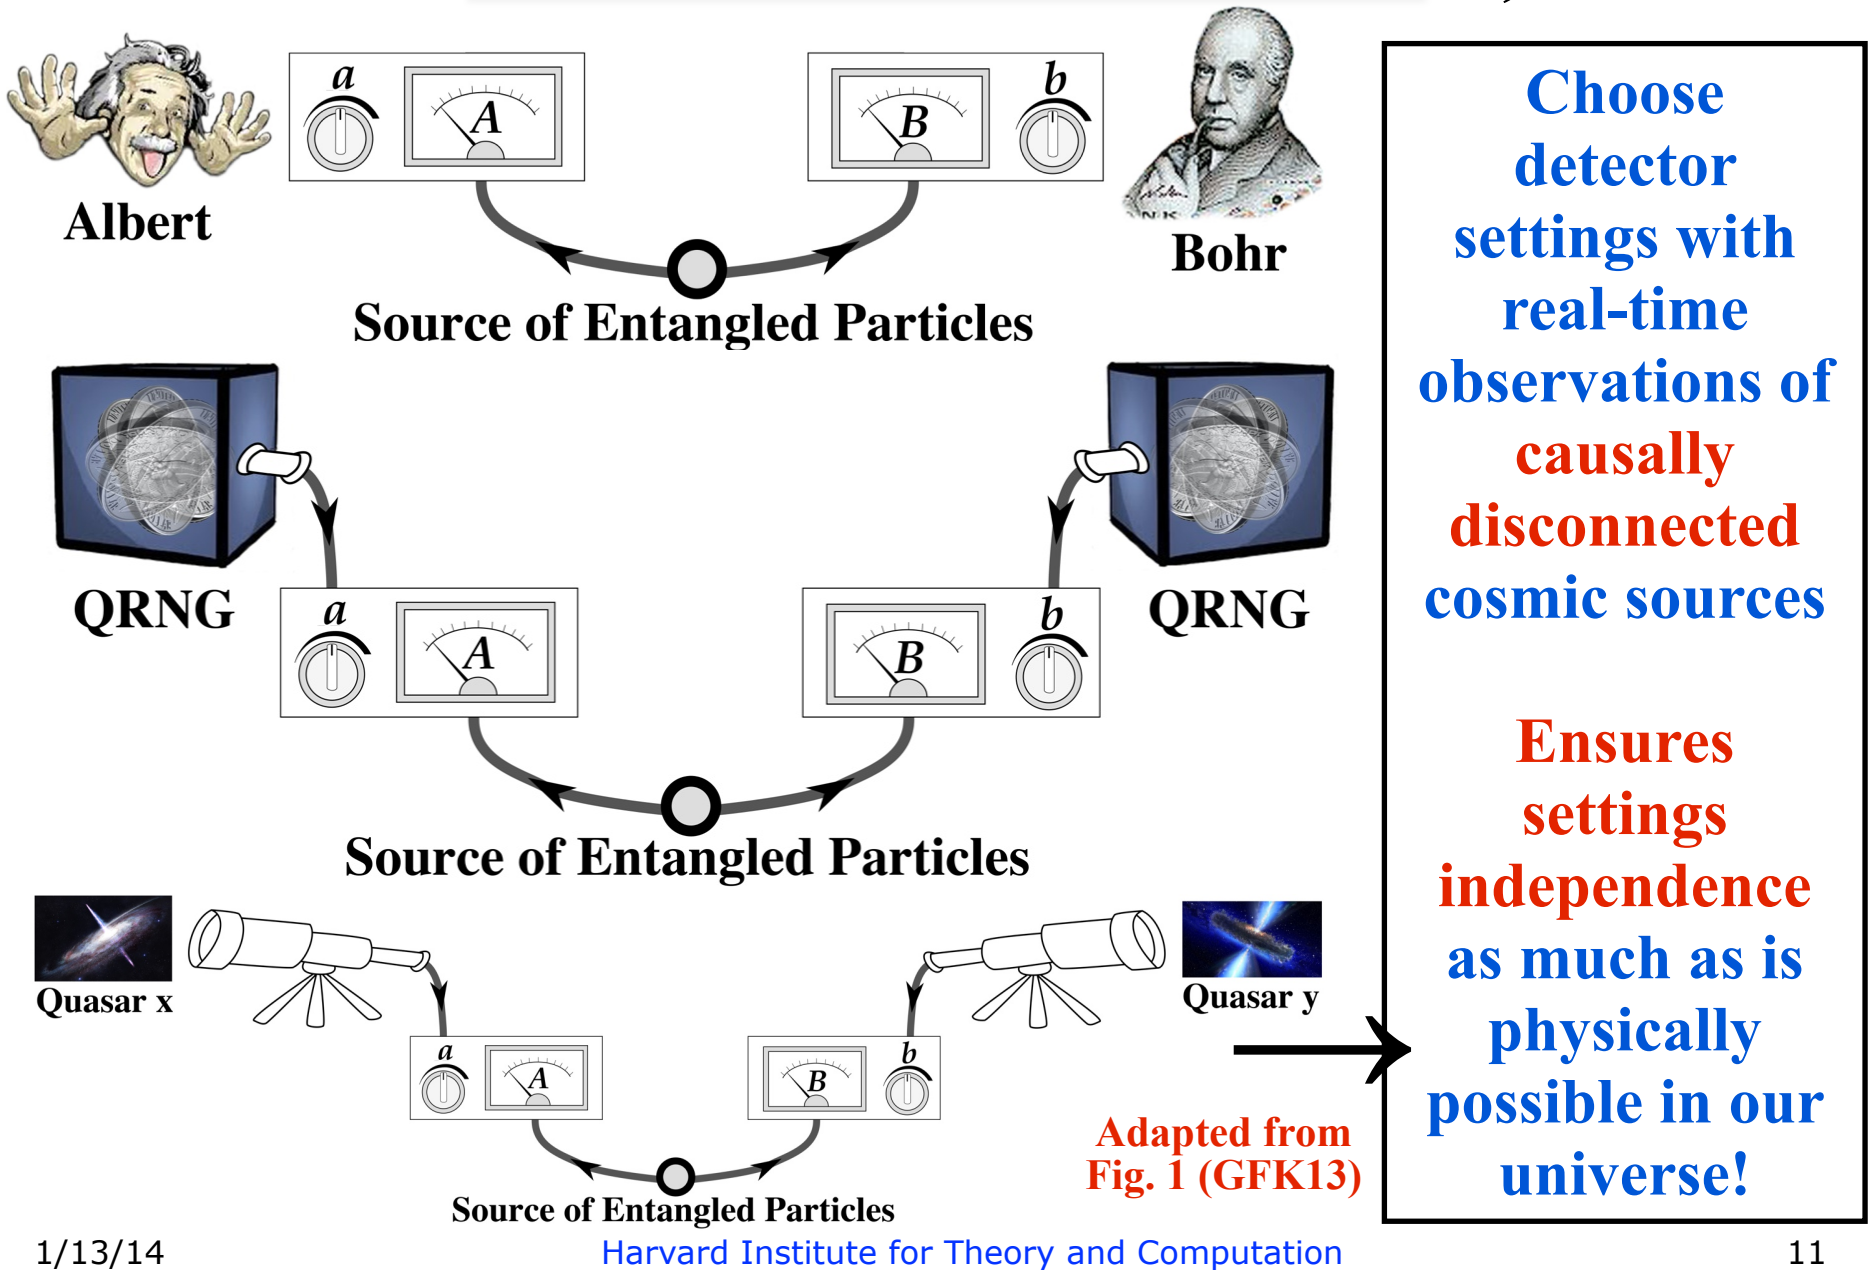 a
A
B
b
Albert
Bohr
Source of Entangled Particles
QRNG
QRNG
a
A
B
b
Source of Entangled Particles
Quasar x
Quasar y
a
A
B
b
Source of Entangled Particles
Adapted from
Fig. 1 (GFK13)
Choose
detector
settings with
real-time
observations of
causally
disconnected
cosmic sources
Ensures
settings
independence
as much as is
physically
possible in our
universe!
1/13/14
Harvard Institute for Theory and Computation
11